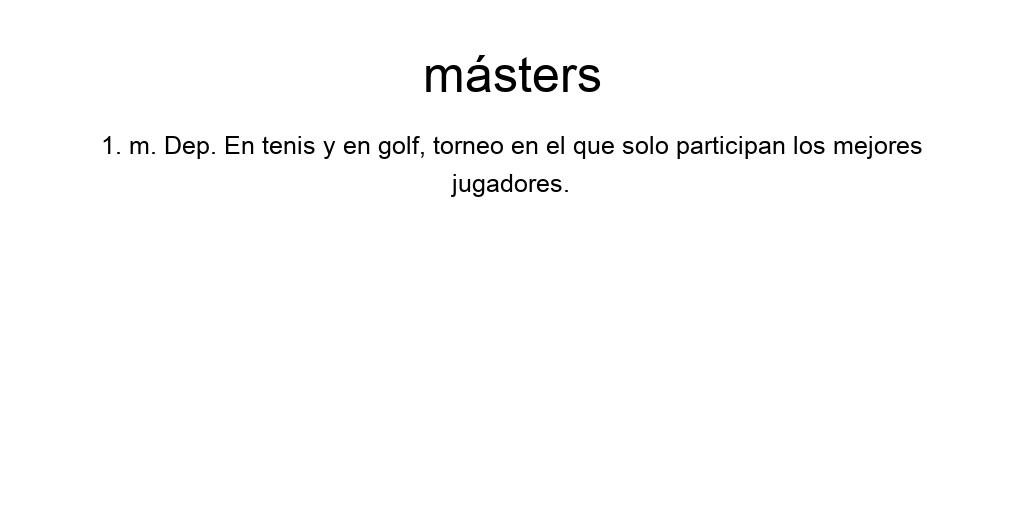 másters
1. m. Dep. En tenis y en golf, torneo en el que solo participan los mejores
jugadores.